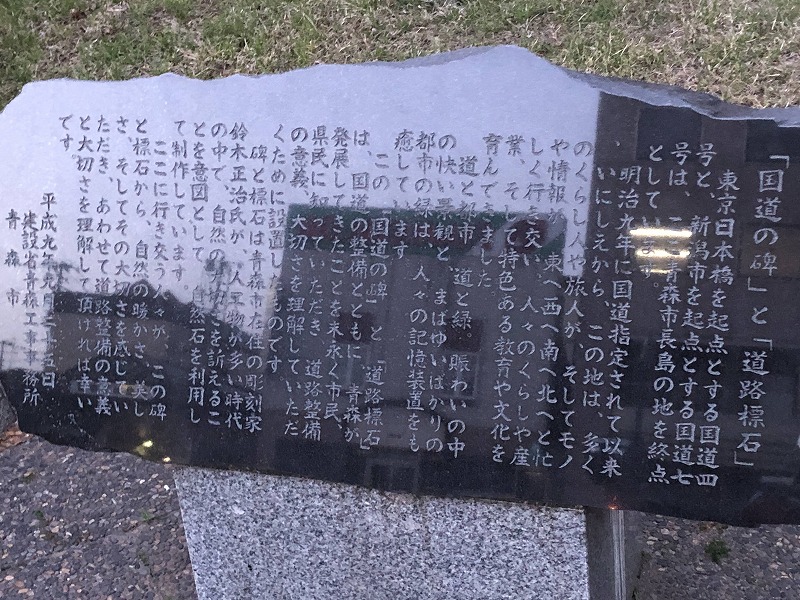 「国道の碑」と「道路標石」
東京日本橋を起点とする国道四
号と、新潟市を起点とする国道七
号は、ここ青森市長島の地を終点
としています。
明治九年に国道指定されて以来
、いにしえから、この地は、多く
のくらし人や旅人が、そしてモノ
や情報が、東へ西へ南へ北へと忙
しく行き交い、人々のくらしや産
業、そして特色ある教育や文化を
育んできました。
道と都市、道と緑、賑わいの中
の快い景観と、まばゆいばかりの
都市の緑は、人々の記憶装置をも
癒しています。
この「国道の碑」と「道路標石」
は、国道の整備とともに、青森が
発展してきたことを末永く市民、
県民に知っていただき、道路整備
の意義、大切さを理解していただ
くために設置したものです。
碑と標石は青森市在住の彫刻家
鈴木正治氏が、人工物が多い時代
の中で、自然の大切さを訴えるこ
とを意図として、自然石を利用し
て制作しています。
ここに行き交う人々が、この碑
と標石から、自然の暖かさ、美し
さ、そしてその大切さを感じてい
ただき、あわせて道路整備の意義
と大切さを理解して頂ければ幸い
です。
平成九年九月二十五日
建設省青森工事事務所
青森市